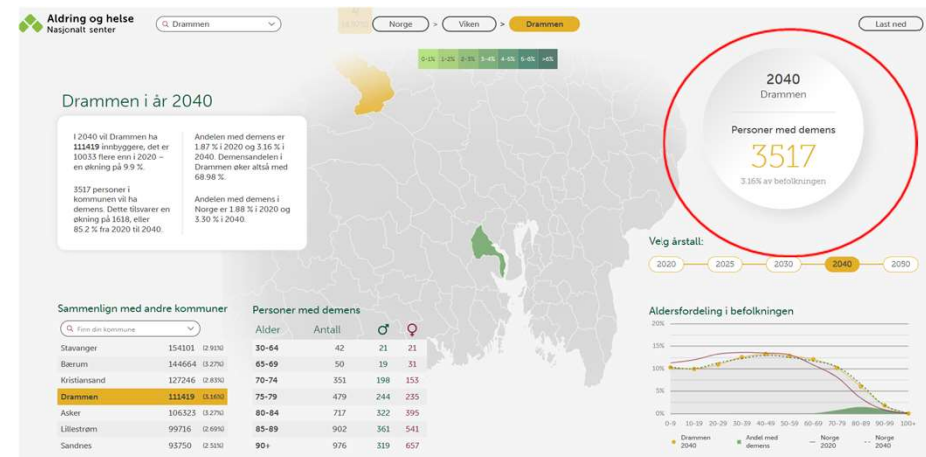 Aldring og helse
Nasjonalt senter
Drammen
Norge > Viken > Drammen
Last ned
0-1% 1-2% 2-3% 3-4% 4-5% 5-6% >6%
Drammen i år 2040
I 2040 vil Drammen ha
111419 innbyggere, det er
10033 flere enn i 2020 –
en økning på 9.9 %.
3517 personer i
kommunen vil ha
demens. Dette tilsvarer en
økning på 1618, eller
85.2 % fra 2020 til 2040.
Andelen med demens er
1.87 % i 2020 og 3.16 % i
2040. Demensandelen i
Drammen øker altså med
68.98 %.
Andelen med demens i
Norge er 1.88 % i 2020 og
3.30 % i 2040.
2040
Drammen
Personer med demens
3517
3.16% av befolkningen
Velg årstall:
2020 2025 2030 2040 2050
Sammenlign med andre kommuner
Finn din kommune
Stavanger 154101 (2.91%)
Bærum 144664 (3.27%)
Kristiansand 127246 (2.83%)
Drammen 111419 (3.16%)
Asker 106323 (3.27%)
Lillestrøm 99716 (2.69%)
Sandnes 93750 (2.51%)
Personer med demens
Alder Antall ♂ ♀
30-64 42 21 21
65-69 50 19 31
70-74 351 198 153
75-79 479 244 235
80-84 717 322 395
85-89 902 361 541
90+ 976 319 657
Aldersfordeling i befolkningen
20%
15%
10%
5%
0%
0-9 10-19 20-29 30-39 40-49 50-59 60-69 70-79 80-89 90-99 100+
Drammen
2040
Andel med
demens
Norge
2020
Norge
2040